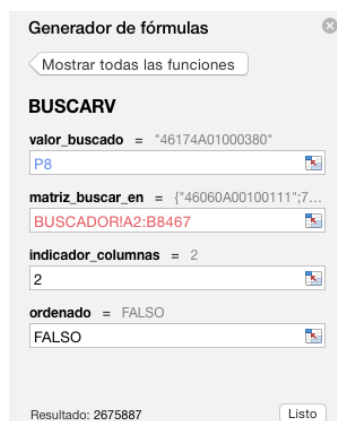 Generador de fórmulas
Mostrar todas las funciones
BUSCARV
valor_buscado = "46174A01000380"
P8
matriz_buscar_en = {"46060A00100111";7...
BUSCADOR!A2:B8467
indicador_columnas = 2
2
ordenado = FALSO
FALSO
Resultado: 2675887
Listo